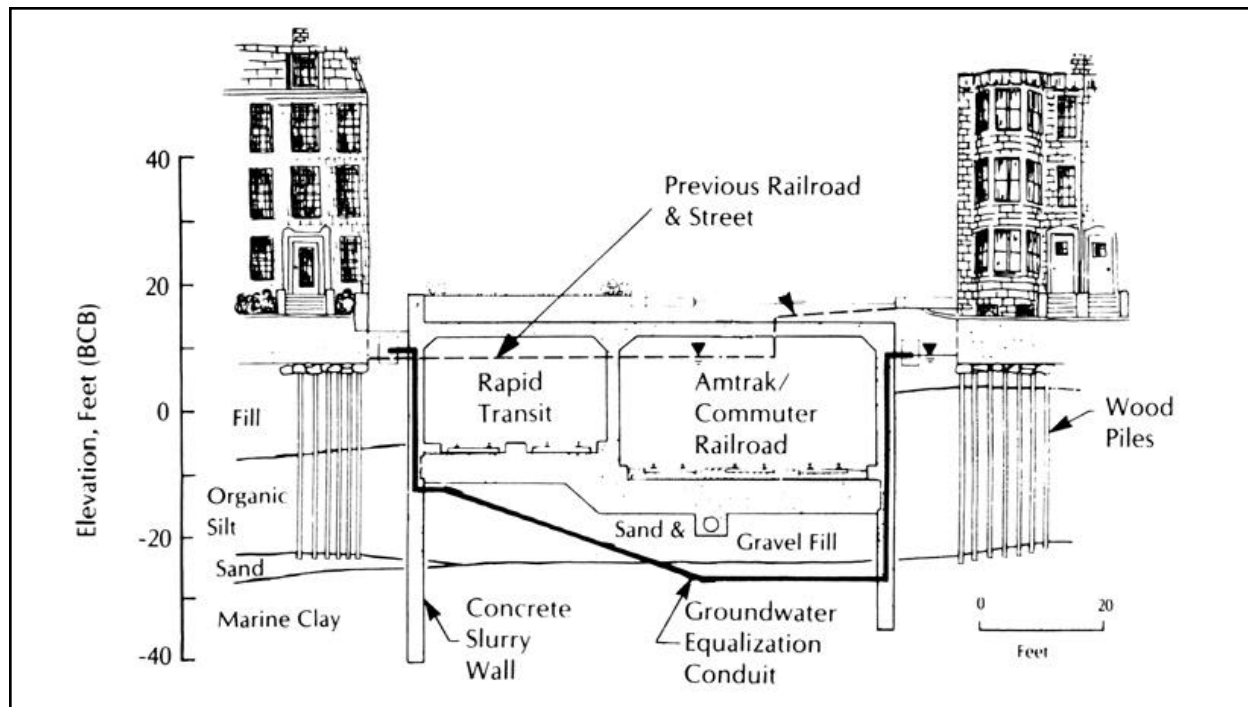 40
Previous Railroad
& Street
20
Elevation, Feet (BCB)
Rapid
Transit
Amtrak/
Commuter
Railroad
0
Fill
Wood
Piles
Organic
Silt
Sand &
Gravel Fill
-20
Sand
Marine Clay
Concrete
Slurry
Wall
Groundwater
Equalization
Conduit
0 20
Feet
-40